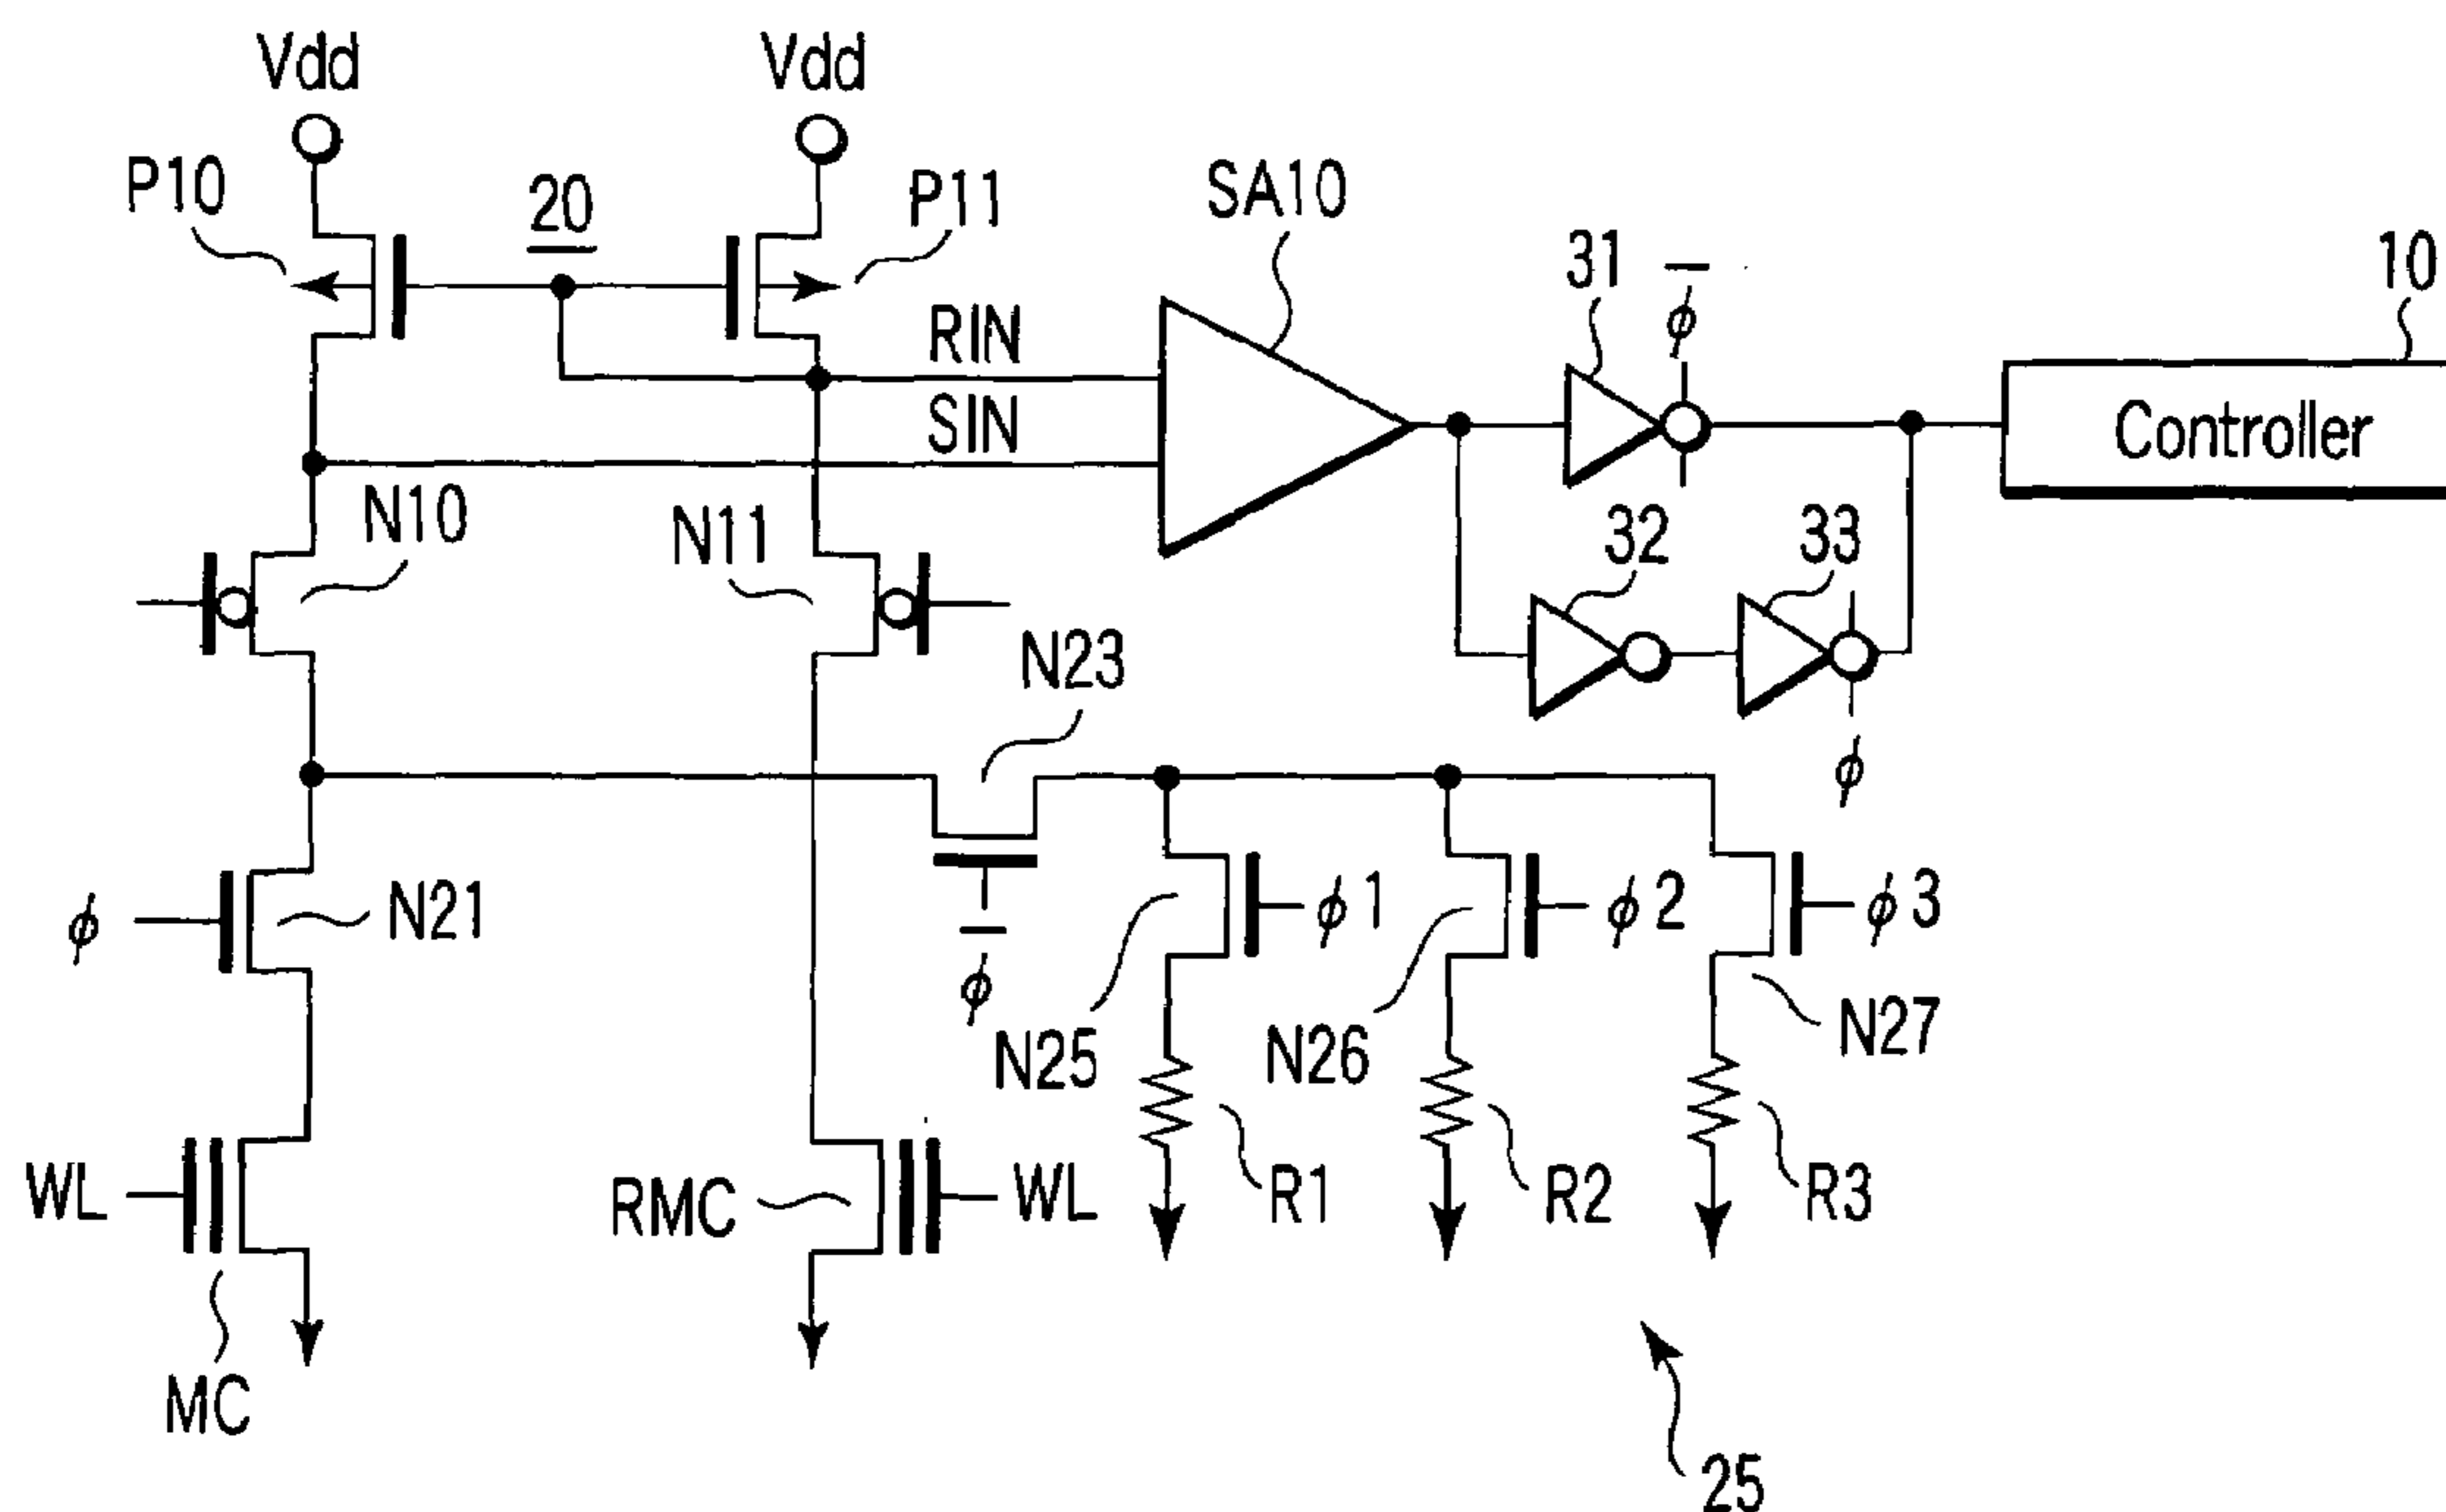 Vdd
Vdd
P10
20
P11
SA10
31
φ̅
10
RIN
SIN
Controller
N10
N11
32
33
N23
φ
φ
N21
φ̅
φ1
φ2
φ3
N25
N26
N27
WL
RMC
WL
R1
R2
R3
MC
25